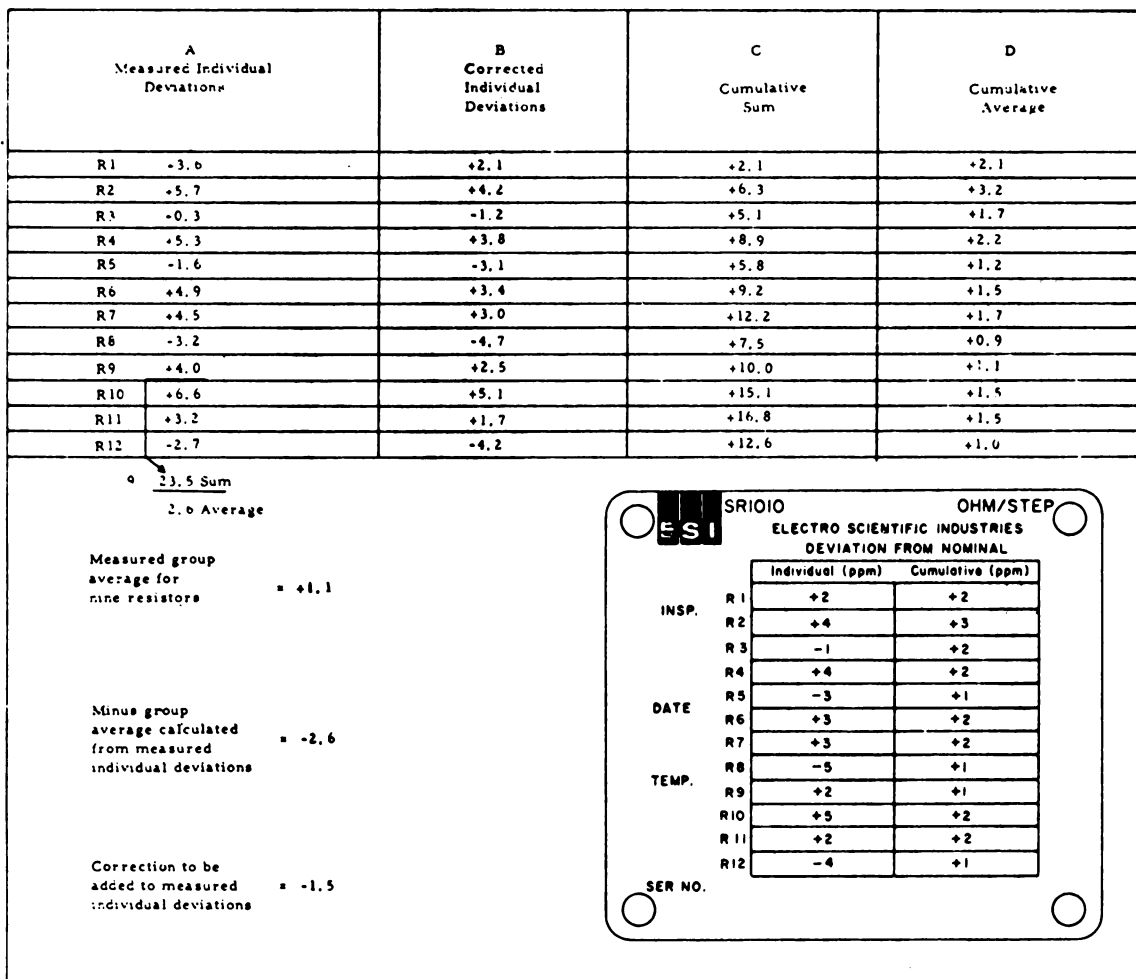 A
Measured Individual
Deviations
B
Corrected
Individual
Deviations
C
Cumulative
Sum
D
Cumulative
Average
R1 -3.6 +2.1 +2.1 +2.1
R2 +5.7 +4.2 +6.3 +3.2
R3 -0.3 -1.2 +5.1 +1.7
R4 +5.3 +3.8 +8.9 +2.2
R5 -1.6 -3.1 +5.8 +1.2
R6 +4.9 +3.4 +9.2 +1.5
R7 +4.5 +3.0 +12.2 +1.7
R8 -3.2 -4.7 +7.5 +0.9
R9 +4.0 +2.5 +10.0 +1.1
R10 +6.6 +5.1 +15.1 +1.5
R11 +3.2 +1.7 +16.8 +1.5
R12 -2.7 -4.2 +12.6 +1.0
9 23.5 Sum
2.6 Average
Measured group
average for
nine resistors = +1.1
Minus group
average calculated
from measured
individual deviations = -2.6
Correction to be
added to measured
individual deviations = -1.5
ESI SR1010 OHM/STEP
ELECTRO SCIENTIFIC INDUSTRIES
DEVIATION FROM NOMINAL
Individual (ppm) Cumulative (ppm)
INSP.
R1 +2 +2
R2 +4 +3
R3 -1 +2
R4 +4 +2
DATE
R5 -3 +1
R6 +3 +2
R7 +3 +2
TEMP.
R8 -5 +1
R9 +2 +1
R10 +5 +2
R11 +2 +2
R12 -4 +1
SER NO.